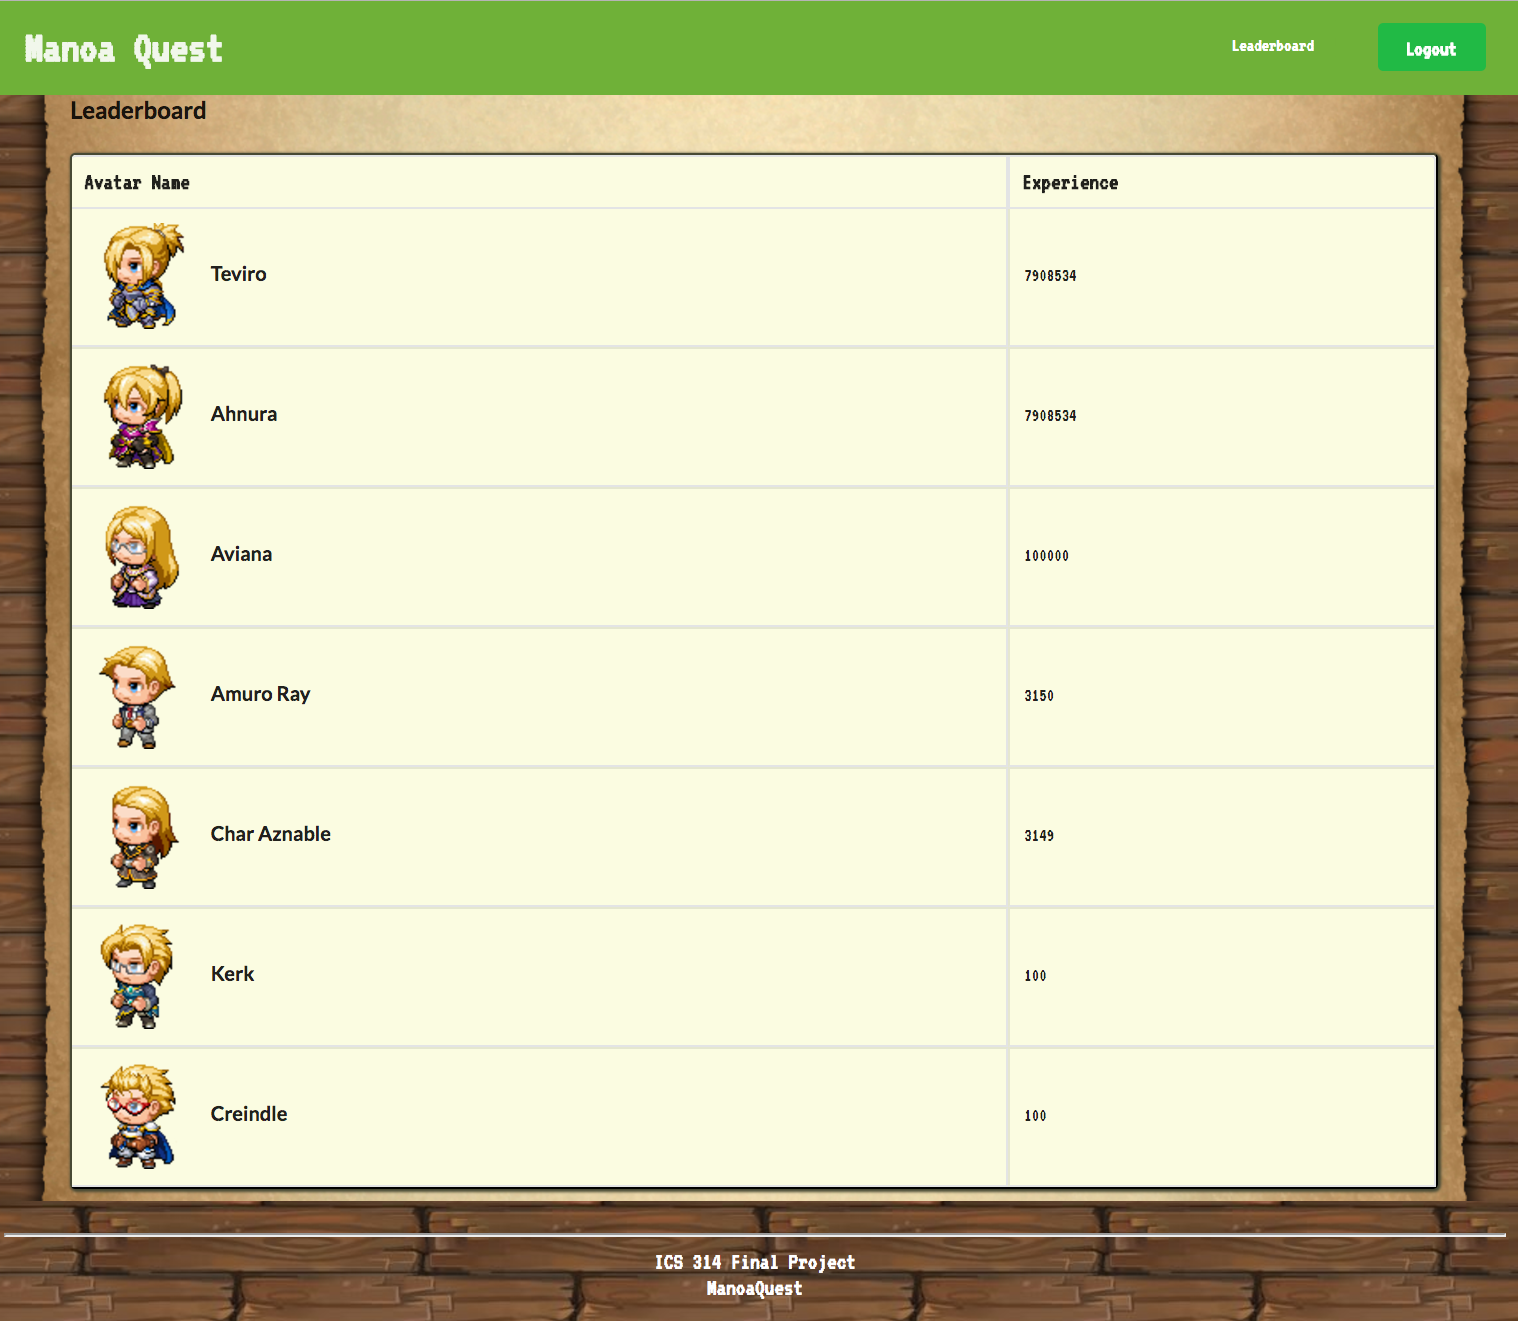 Manoa Quest
Leaderboard
Logout
Leaderboard
Avatar Name Experience
Teviro 7908534
Ahnura 7908534
Aviana 100000
Amuro Ray 3150
Char Aznable 3149
Kerk 100
Creindle 100
ICS 314 Final Project
ManoaQuest